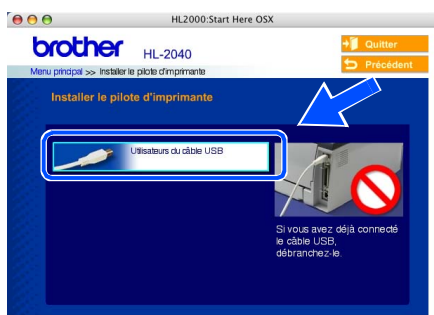 HL2000:Start Here OSX
brother HL-2040
Quitter
Précédent
Menu principal >> Installer le pilote d'imprimante
Installer le pilote d'imprimante
Utilisateurs du câble USB
Si vous avez déjà connecté
le câble USB,
débranchez-le.